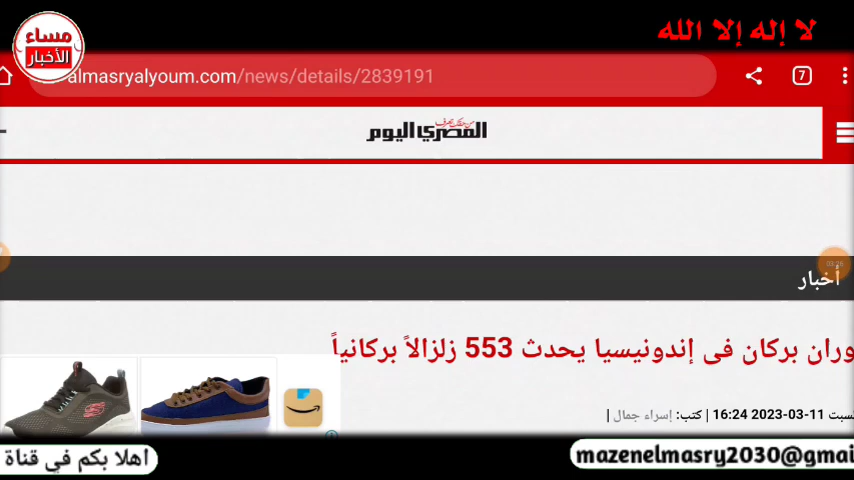 لا إله إلا الله
مساء
الأخبار
almasryalyoum.com/news/details/2839191
7
المصري اليوم
أخبار
وران بركان فى إندونيسيا يحدث 553 زلزالاً بركانياً
2023-03-11 16:24 | كتب: إسراء جمال |
اهلا بكم في قناة
mazenelmasry2030@gmai